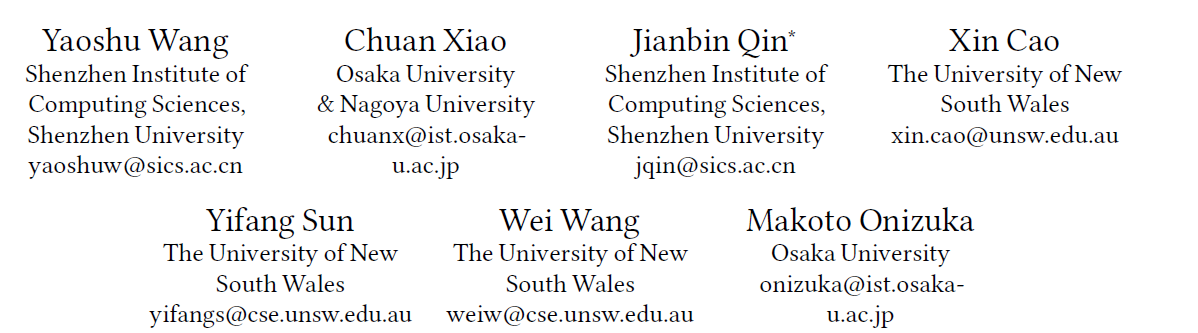 Yaoshu Wang
Shenzhen Institute of
Computing Sciences,
Shenzhen University
yaoshuw@sics.ac.cn
Chuan Xiao
Osaka University
& Nagoya University
chuanx@ist.osaka-
u.ac.jp
Jianbin Qin*
Shenzhen Institute of
Computing Sciences,
Shenzhen University
jqin@sics.ac.cn
Xin Cao
The University of New
South Wales
xin.cao@unsw.edu.au
Yifang Sun
The University of New
South Wales
yifangs@cse.unsw.edu.au
Wei Wang
The University of New
South Wales
weiw@cse.unsw.edu.au
Makoto Onizuka
Osaka University
onizuka@ist.osaka-
u.ac.jp